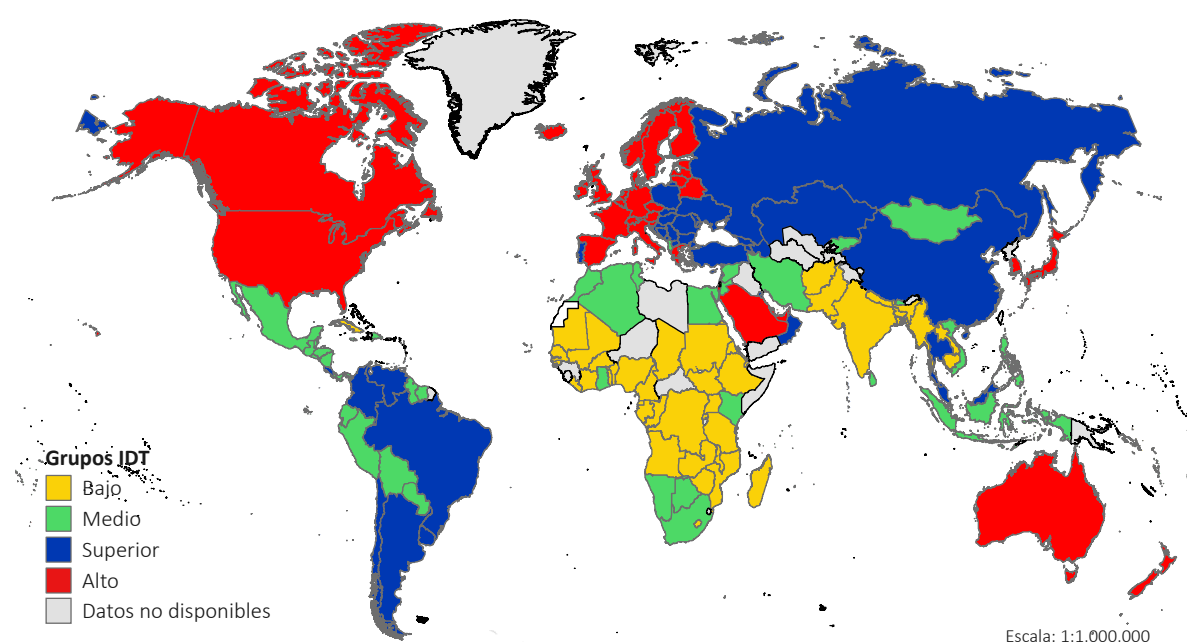 Grupos IDT
Bajo
Medio
Superior
Alto
Datos no disponibles
Escala: 1:1.000.000